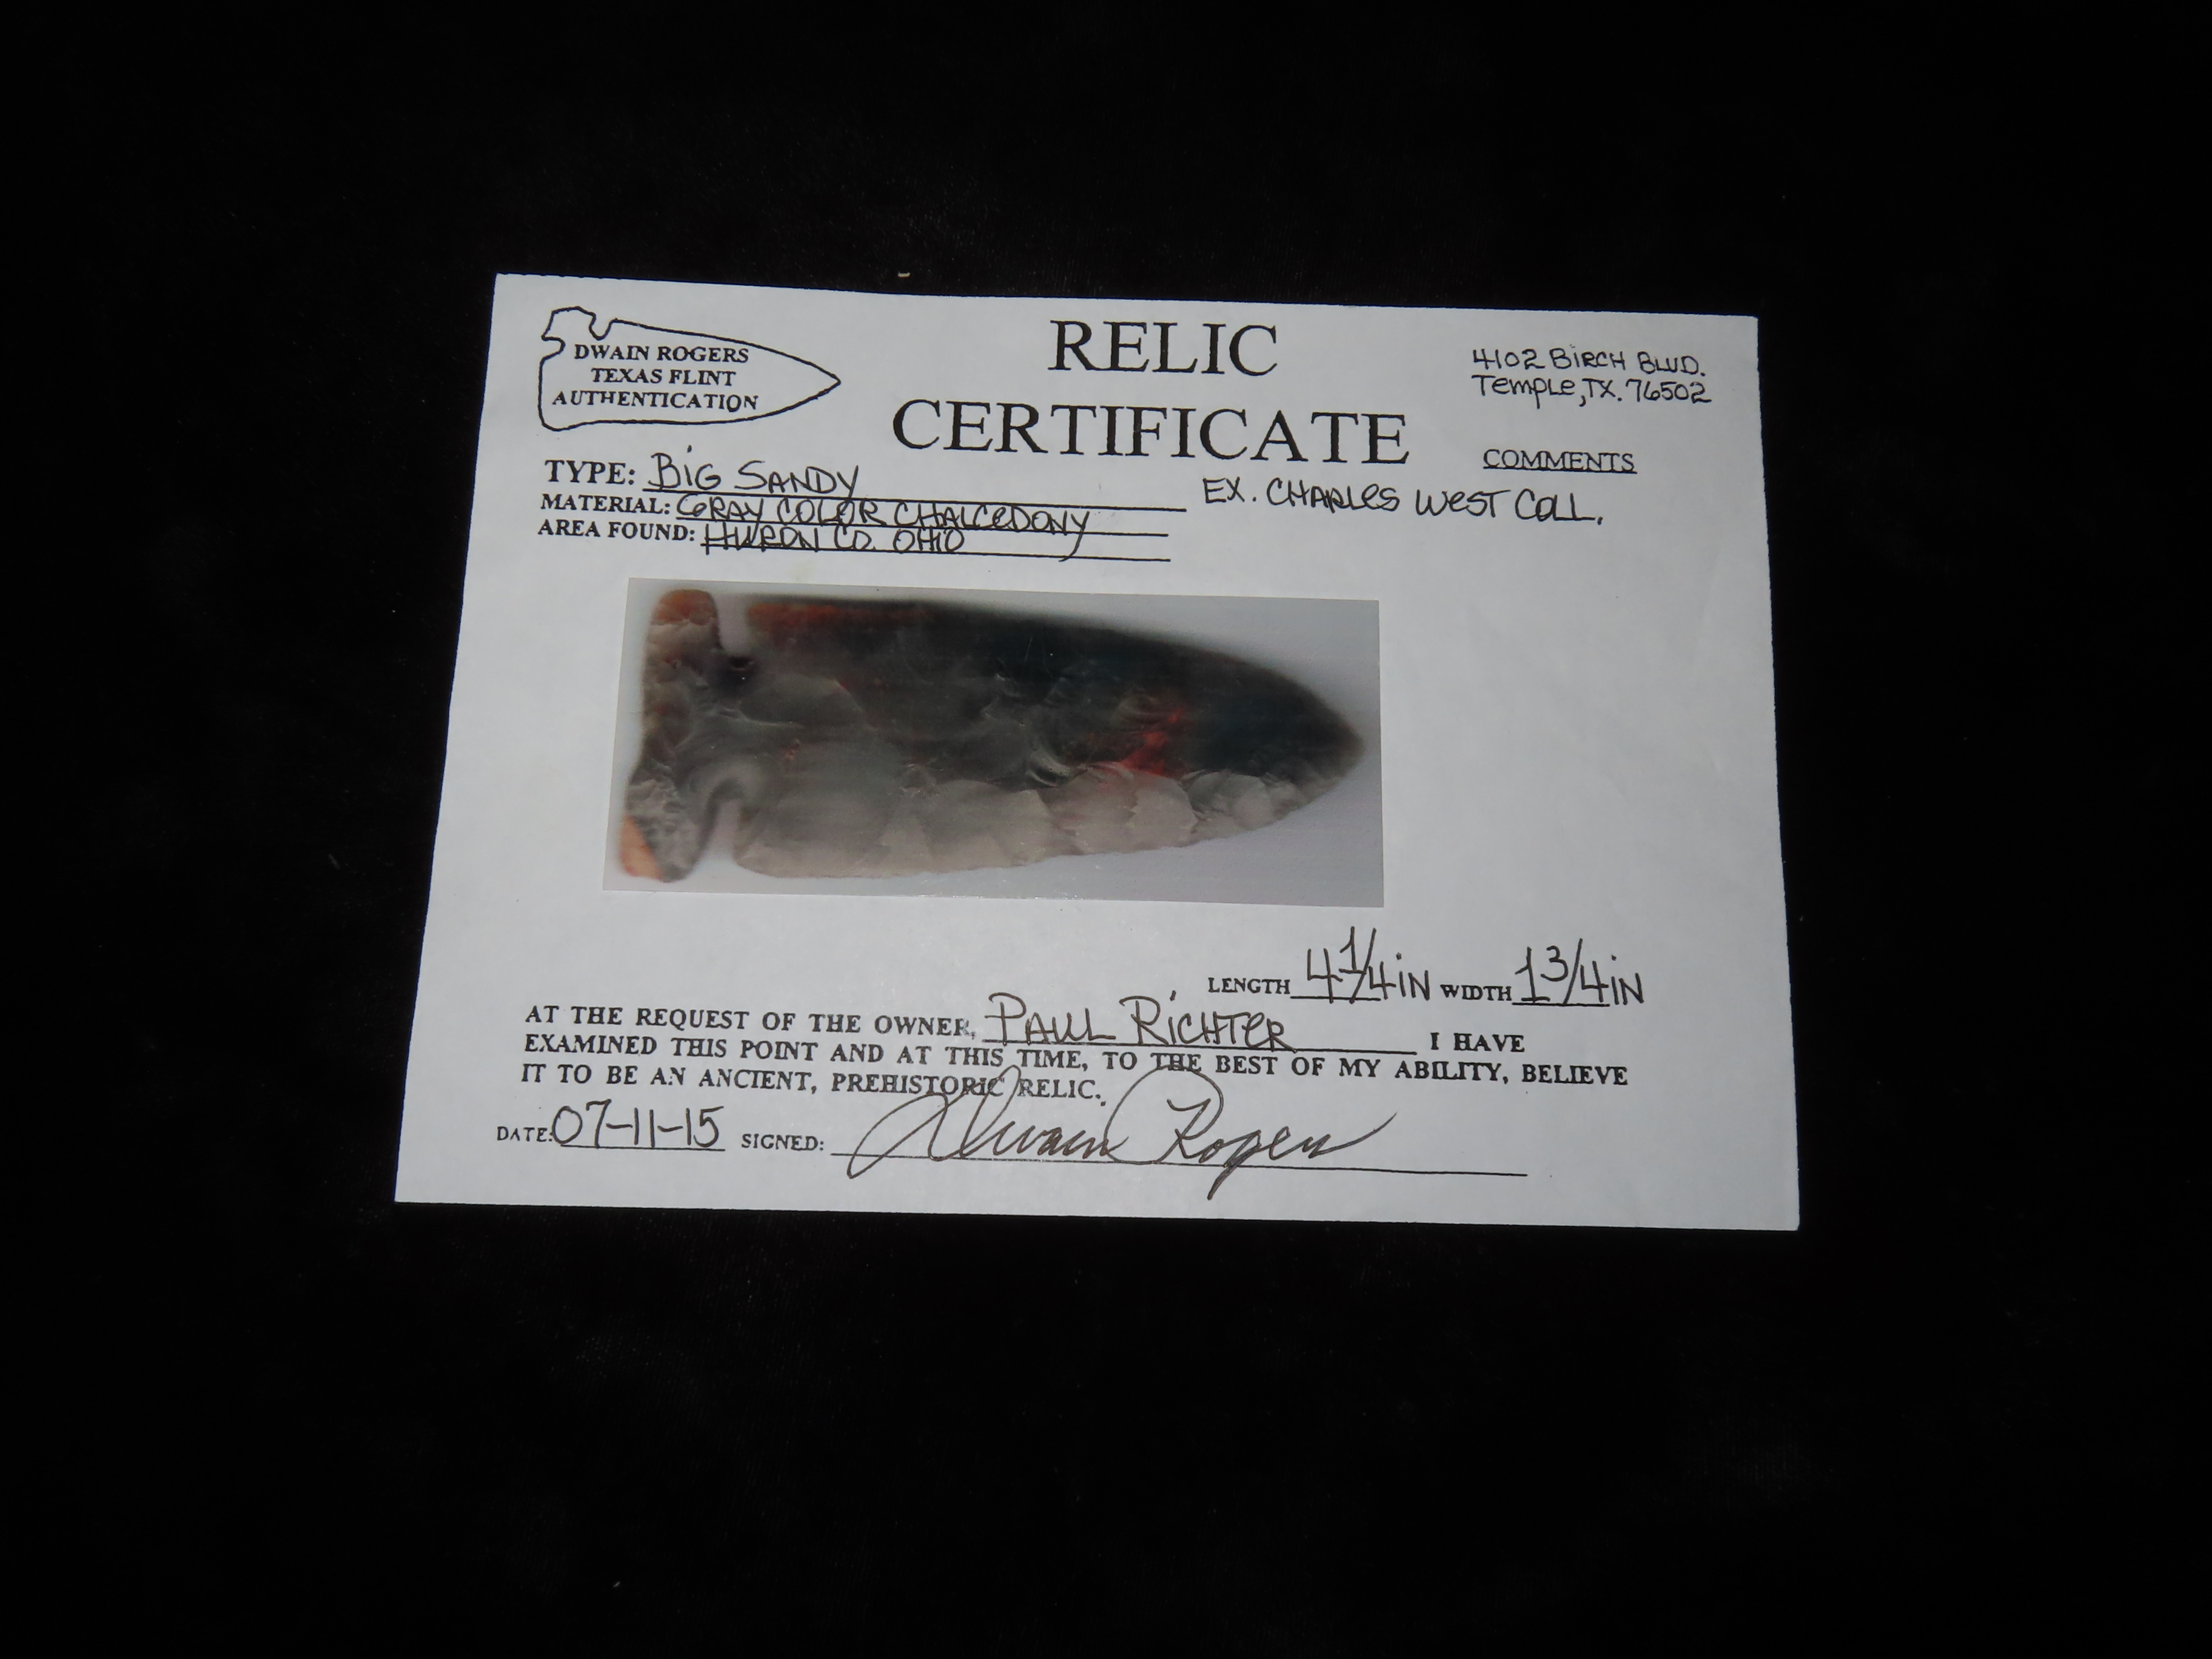 RELIC
CERTIFICATE
DWAIN ROGERS
TEXAS FLINT
AUTHENTICATION
4102 BIRCH BLVD.
Temple, TX. 76502
COMMENTS
EX. CHARLES WEST COLL.
TYPE: BIG SANDY
MATERIAL: GRAY COLOR CHALCEDONY
AREA FOUND: HURON CO. OHIO
LENGTH 4 1/4 iN WIDTH 1 3/4 iN
AT THE REQUEST OF THE OWNER, PAUL RICHTER I HAVE
EXAMINED THIS POINT AND AT THIS TIME, TO THE BEST OF MY ABILITY, BELIEVE
IT TO BE AN ANCIENT, PREHISTORIC RELIC.
DATE: 07-11-15 SIGNED: Dwain Rogers